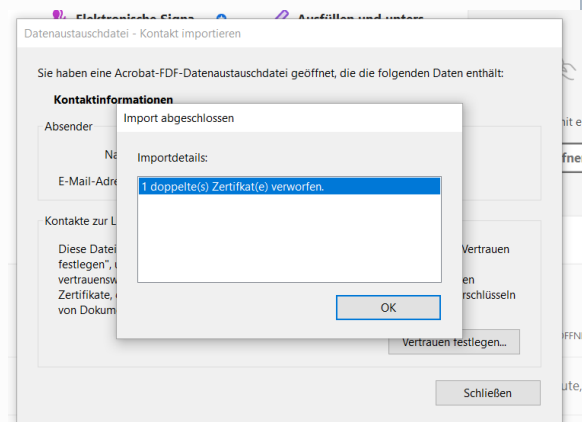 Elektronische Signa
Ausfüllen und unters
Datenaustauschdatei - Kontakt importieren
Sie haben eine Acrobat-FDF-Datenaustauschdatei geöffnet, die die folgenden Daten enthält:
Kontaktinformationen
Absender
Import abgeschlossen
Importdetails:
1 doppelte(s) Zertifkat(e) verworfen.
E-Mail-Adre
Kontakte zur L
Diese Datei
Vertrauen
festlegen",
vertrauensw
en
Zertifikate,
rschlüsseln
von Dokum
OK
Vertrauen festlegen...
Schließen